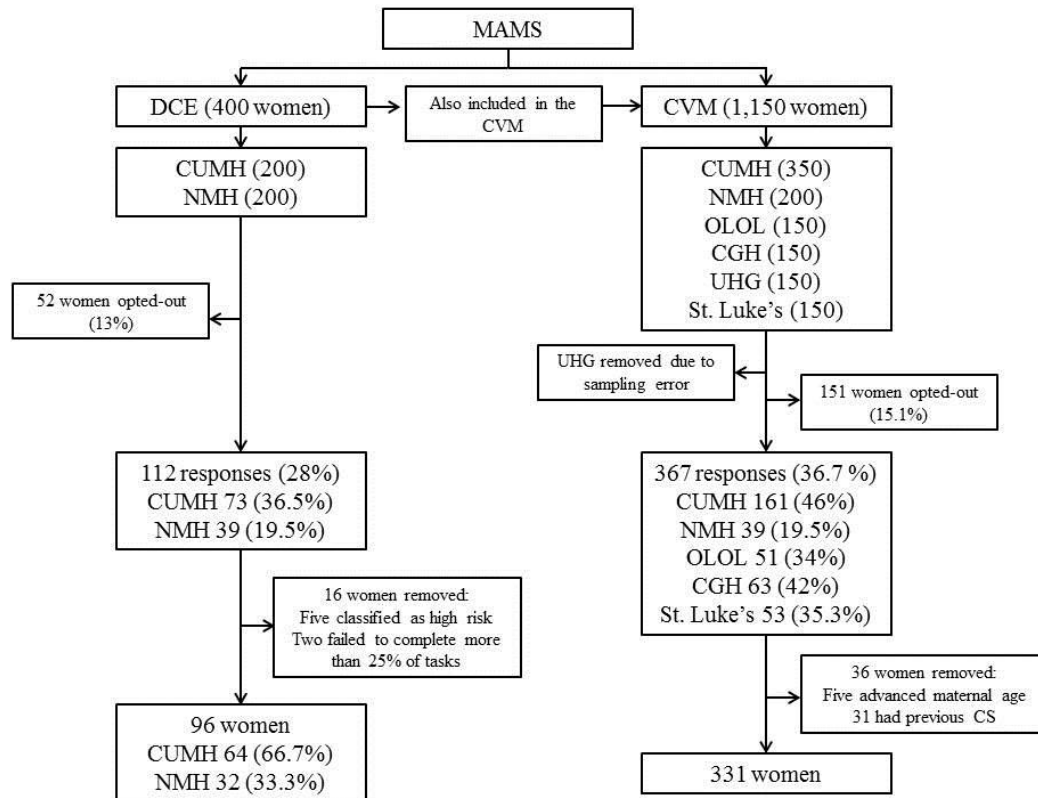 MAMS
DCE (400 women)
Also included in the
CVM
CVM (1,150 women)
CUMH (200)
NMH (200)
CUMH (350)
NMH (200)
OLOL (150)
CGH (150)
UHG (150)
St. Luke's (150)
52 women opted-out
(13%)
UHG removed due to
sampling error
151 women opted-out
(15.1%)
112 responses (28%)
CUMH 73 (36.5%)
NMH 39 (19.5%)
367 responses (36.7 %)
CUMH 161 (46%)
NMH 39 (19.5%)
OLOL 51 (34%)
CGH 63 (42%)
St. Luke's 53 (35.3%)
16 women removed:
Five classified as high risk
Two failed to complete more
than 25% of tasks
36 women removed:
Five advanced maternal age
31 had previous CS
96 women
CUMH 64 (66.7%)
NMH 32 (33.3%)
331 women